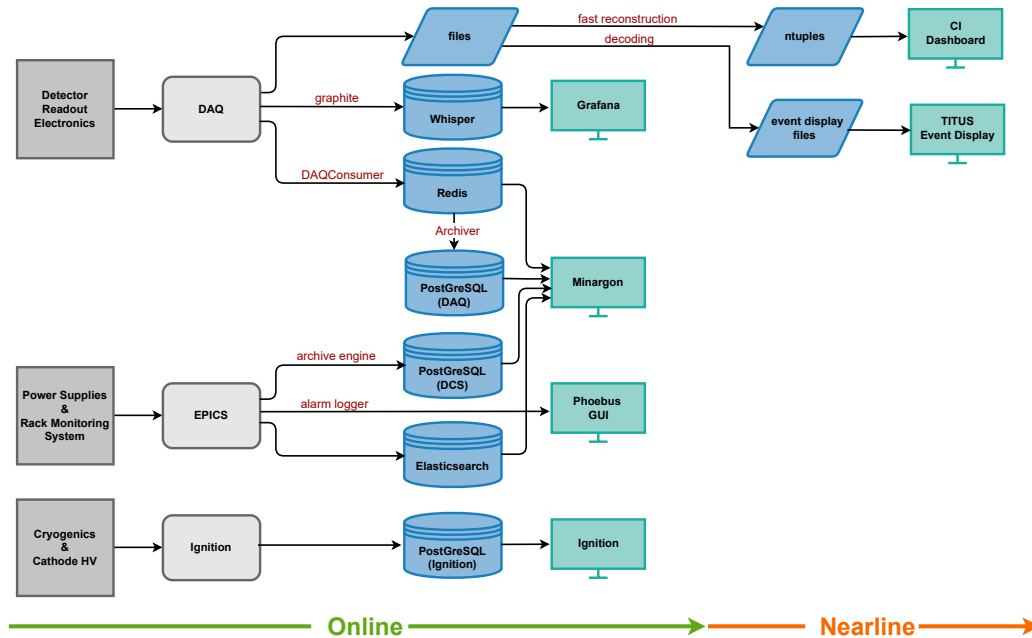 files
fast reconstruction
decoding
ntuples
CI
Dashboard
Detector
Readout
Electronics
DAQ
graphite
Whisper
Grafana
event display
files
TITUS
Event Display
DAQConsumer
Redis
Archiver
PostGreSQL
(DAQ)
Minargon
archive engine
PostGreSQL
(DCS)
Power Supplies
&
Rack Monitoring
System
EPICS
alarm logger
Phoebus
GUI
Elasticsearch
Cryogenics
&
Cathode HV
Ignition
PostGreSQL
(Ignition)
Ignition
Online
Nearline